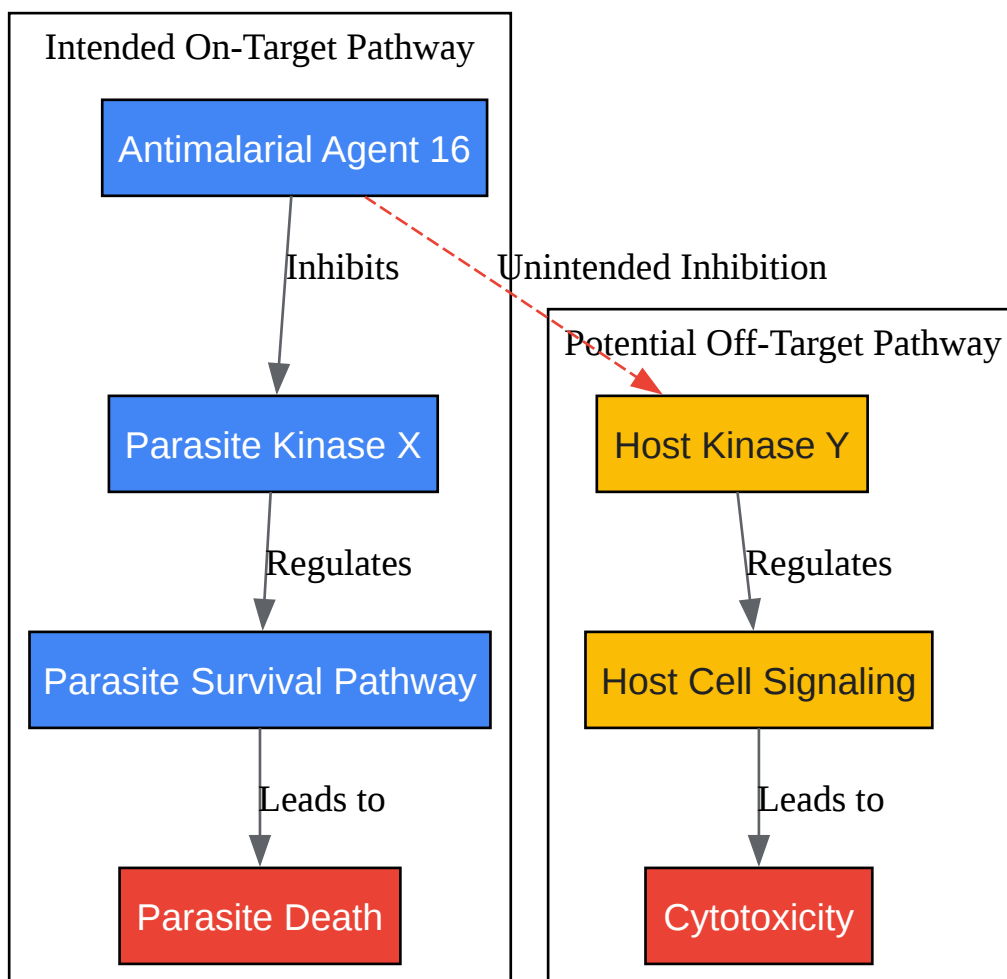 Intended On-Target Pathway
Antimalarial Agent 16
Inhibits
Unintended Inhibition
Potential Off-Target Pathway
Parasite Kinase X
Host Kinase Y
Regulates
Regulates
Parasite Survival Pathway
Host Cell Signaling
Leads to
Leads to
Parasite Death
Cytotoxicity